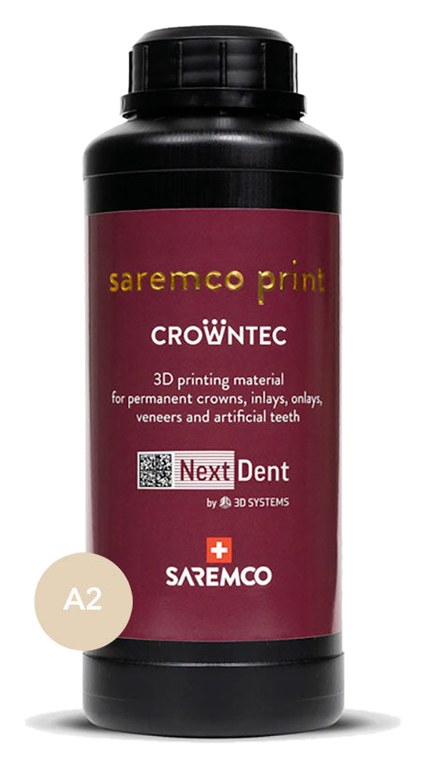 saremco print
CROWNTEC
3D printing material
for permanent crowns, inlays, onlays,
veneers and artificial teeth
NextDent
by 3D SYSTEMS
SAREMCO
A2